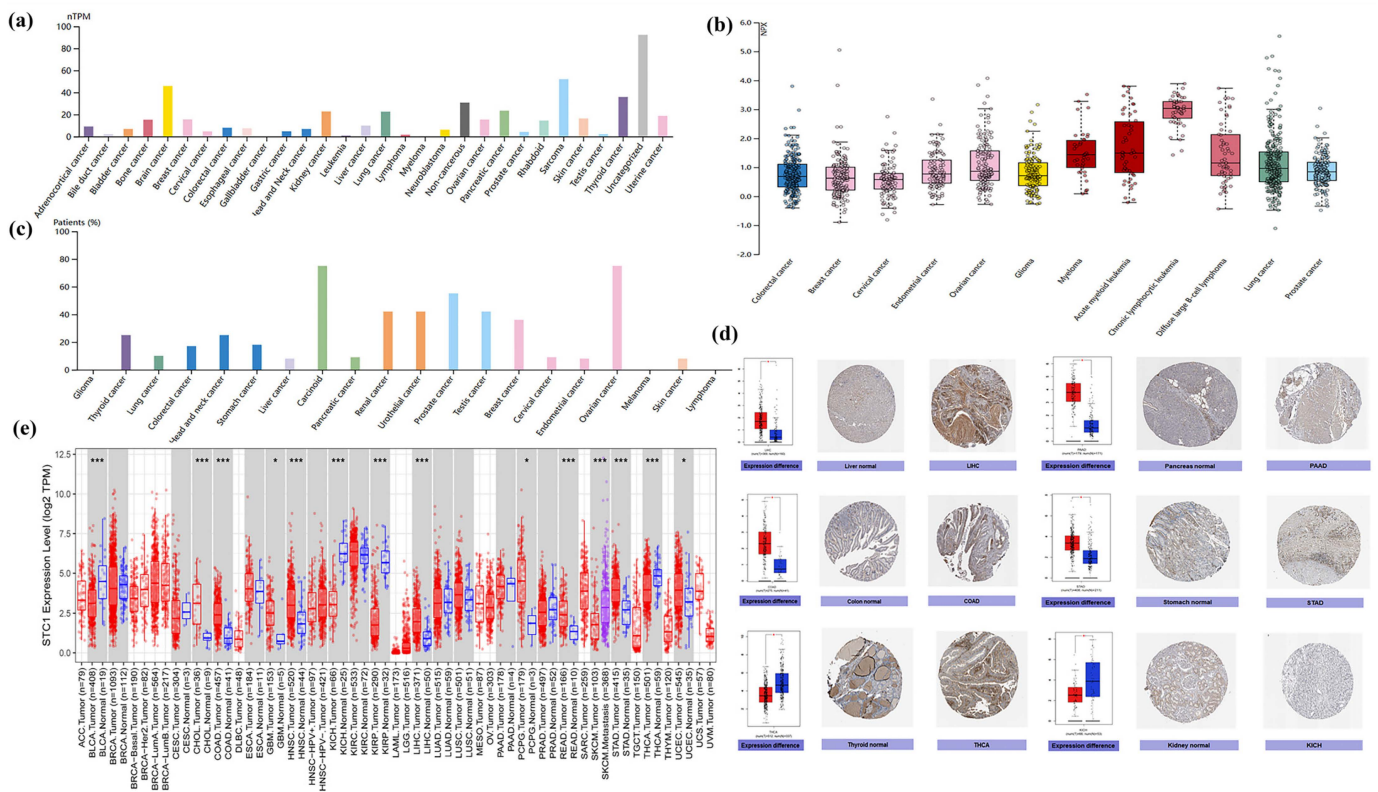 (a)
nTPM
100
80
60
40
20
0
Adrenocortical cancer
Bile duct cancer
Bladder cancer
Bone cancer
Brain cancer
Breast cancer
Cervical cancer
Colorectal cancer
Esophageal cancer
Gallbladder cancer
Gastric cancer
Head and Neck cancer
Kidney cancer
Leukemia
Liver cancer
Lung cancer
Lymphoma
Myeloma
Neuroblastoma
Non-cancerous
Ovarian cancer
Pancreatic cancer
Prostate cancer
Rhabdoid
Sarcoma
Skin cancer
Testis cancer
Thyroid cancer
Uncategorized
Uterine cancer
(b)
NPX
6.0
5.0
4.0
3.0
2.0
1.0
0.0
-1.0
-2.0
Colorectal cancer
Breast cancer
Cervical cancer
Endometrial cancer
Ovarian cancer
Glioma
Myeloma
Acute myeloid leukemia
Chronic lymphocytic leukemia
Diffuse large B-cell lymphoma
Lung cancer
Prostate cancer
(c)
Patients (%)
100
80
60
40
20
0
Glioma
Thyroid cancer
Lung cancer
Colorectal cancer
Head and neck cancer
Stomach cancer
Liver cancer
Carcinoid
Pancreatic cancer
Renal cancer
Urothelial cancer
Prostate cancer
Testis cancer
Breast cancer
Cervical cancer
Endometrial cancer
Ovarian cancer
Melanoma
Skin cancer
Lymphoma
(d)
Expression difference
Liver normal
LIHC
Expression difference
Pancreas normal
PAAD
Expression difference
Colon normal
COAD
Expression difference
Stomach normal
STAD
Expression difference
Thyroid normal
THCA
Expression difference
Kidney normal
KICH
(e)
STC1 Expression Level (log2 TPM)
12.5
10.0
7.5
5.0
2.5
0.0
*** *** *** * *** *** *** *** * *** *** *** *** *
ACC.Tumor (n=79)
BLCA.Tumor (n=408)
BLCA.Normal (n=19)
BRCA.Tumor (n=1093)
BRCA.Normal (n=112)
BRCA-Basal.Tumor (n=190)
BRCA-Her2.Tumor (n=82)
BRCA-LumA.Tumor (n=564)
BRCA-LumB.Tumor (n=217)
CESC.Tumor (n=304)
CESC.Normal (n=3)
CHOL.Tumor (n=36)
CHOL.Normal (n=9)
COAD.Tumor (n=457)
COAD.Normal (n=41)
DLBC.Tumor (n=48)
ESCA.Tumor (n=184)
ESCA.Normal (n=11)
GBM.Tumor (n=153)
GBM.Normal (n=5)
HNSC.Tumor (n=520)
HNSC.Normal (n=44)
HNSC-HPV+.Tumor (n=97)
HNSC-HPV-.Tumor (n=421)
KICH.Tumor (n=66)
KICH.Normal (n=25)
KIRC.Tumor (n=533)
KIRC.Normal (n=72)
KIRP.Tumor (n=290)
KIRP.Normal (n=32)
LAML.Tumor (n=173)
LGG.Tumor (n=516)
LIHC.Tumor (n=371)
LIHC.Normal (n=50)
LUAD.Tumor (n=515)
LUAD.Normal (n=59)
LUSC.Tumor (n=501)
LUSC.Normal (n=51)
MESO.Tumor (n=87)
OV.Tumor (n=303)
PAAD.Tumor (n=178)
PAAD.Normal (n=4)
PCPG.Tumor (n=179)
PCPG.Normal (n=3)
PRAD.Tumor (n=497)
PRAD.Normal (n=52)
READ.Tumor (n=166)
READ.Normal (n=10)
SARC.Tumor (n=259)
SKCM.Tumor (n=103)
SKCM.Metastasis (n=368)
STAD.Tumor (n=415)
STAD.Normal (n=35)
TGCT.Tumor (n=150)
THCA.Tumor (n=501)
THCA.Normal (n=59)
THYM.Tumor (n=120)
UCEC.Tumor (n=545)
UCEC.Normal (n=35)
UCS.Tumor (n=57)
UVM.Tumor (n=80)